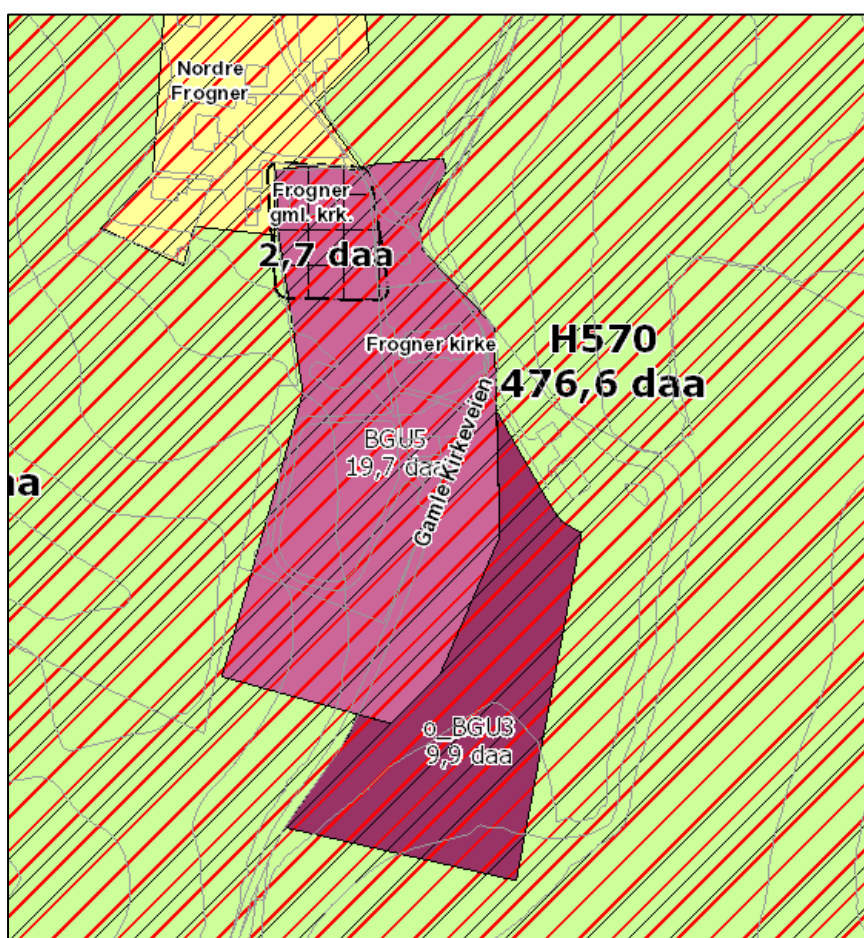 Nordre
Frogner
Frogner
gml. krk.
2,7 daa
Frogner kirke
H570
476,6 daa
BGU5
19,7 daa
Gamle Kirkeveien
aa
o_BGU3
9,9 daa